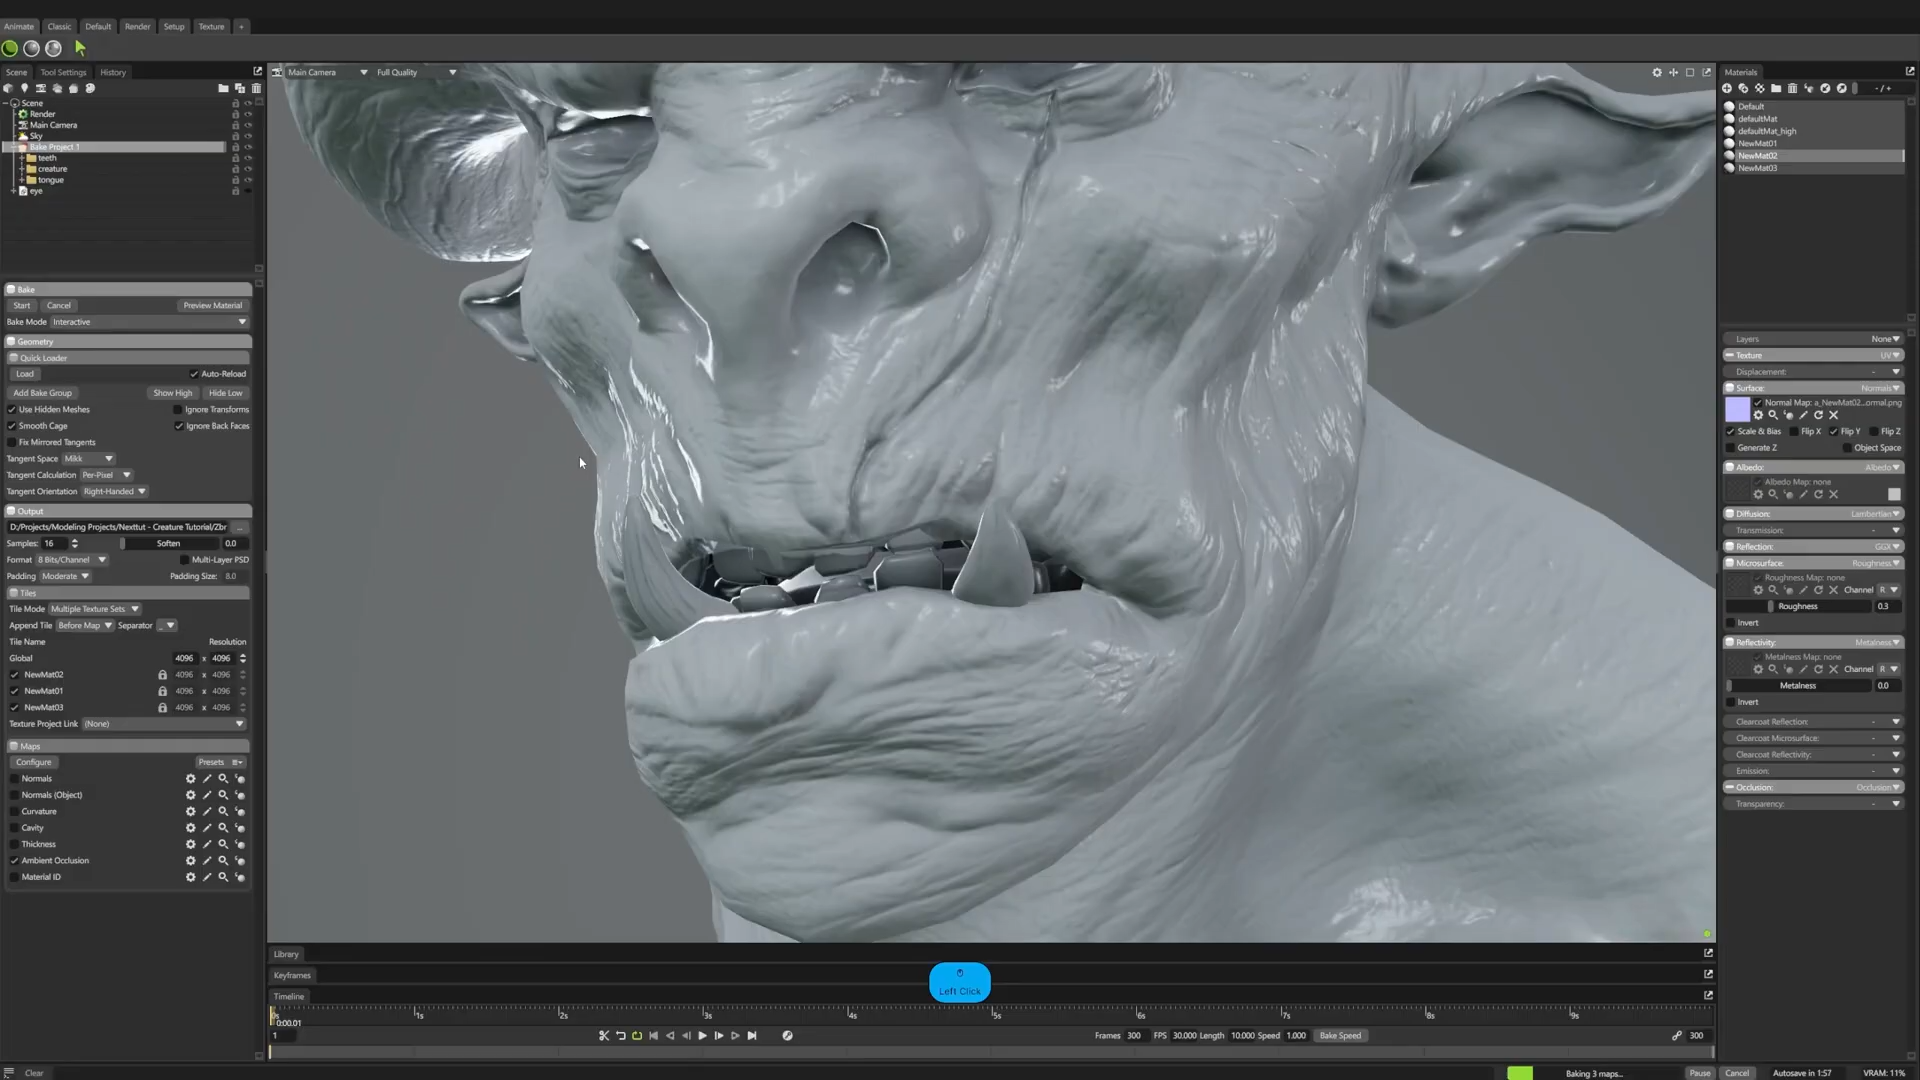 Animate Classic Default Render Setup Texture +
Scene Tool Settings History
Main Camera Full Quality
Materials
- / +
Scene
Render
Main Camera
Sky
Bake Project 1
teeth
creature
tongue
eye
Bake
Start Cancel Preview Material
Bake Mode Interactive
Geometry
Quick Loader
Load Auto-Reload
Add Bake Group Show High Hide Low
Use Hidden Meshes Ignore Transforms
Smooth Cage Ignore Back Faces
Fix Mirrored Tangents
Tangent Space Mikk
Tangent Calculation Per-Pixel
Tangent Orientation Right-Handed
Output
D:/Projects/Modeling Projects/Nexttut - Creature Tutorial/Zbr ...
Samples: 16 Soften 0.0
Format 8 Bits/Channel Multi-Layer PSD
Padding Moderate Padding Size: 8.0
Tiles
Tile Mode Multiple Texture Sets
Append Tile Before Map Separator _
Tile Name Resolution
Global 4096 x 4096
NewMat02 4096 x 4096
NewMat01 4096 x 4096
NewMat03 4096 x 4096
Texture Project Link (None)
Maps
Configure Presets
Normals
Normals (Object)
Curvature
Cavity
Thickness
Ambient Occlusion
Material ID
Default
defaultMat
defaultMat_high
NewMat01
NewMat02
NewMat03
Layers None
Texture UV
Displacement: -
Surface: Normals
Normal Map: a_NewMat02...ormal.png
Scale & Bias Flip X Flip Y Flip Z
Generate Z Object Space
Albedo: Albedo
Albedo Map: none
Diffusion: Lambertian
Transmission: -
Reflection: GGX
Microsurface: Roughness
Roughness Map: none
Channel R
Roughness 0.3
Invert
Reflectivity: Metalness
Metalness Map: none
Channel R
Metalness 0.0
Invert
Clearcoat Reflection: -
Clearcoat Microsurface: -
Clearcoat Reflectivity: -
Emission: -
Occlusion: Occlusion
Transparency: -
Library
Keyframes
Left Click
Timeline
0s 1s 2s 3s 4s 5s 6s 7s 8s 9s
0:00.01
1 Frames 300 FPS 30.000 Length 10.000 Speed 1.000 Bake Speed 300
Clear Baking 3 maps... Pause Cancel Autosave in 1:57 VRAM: 11%